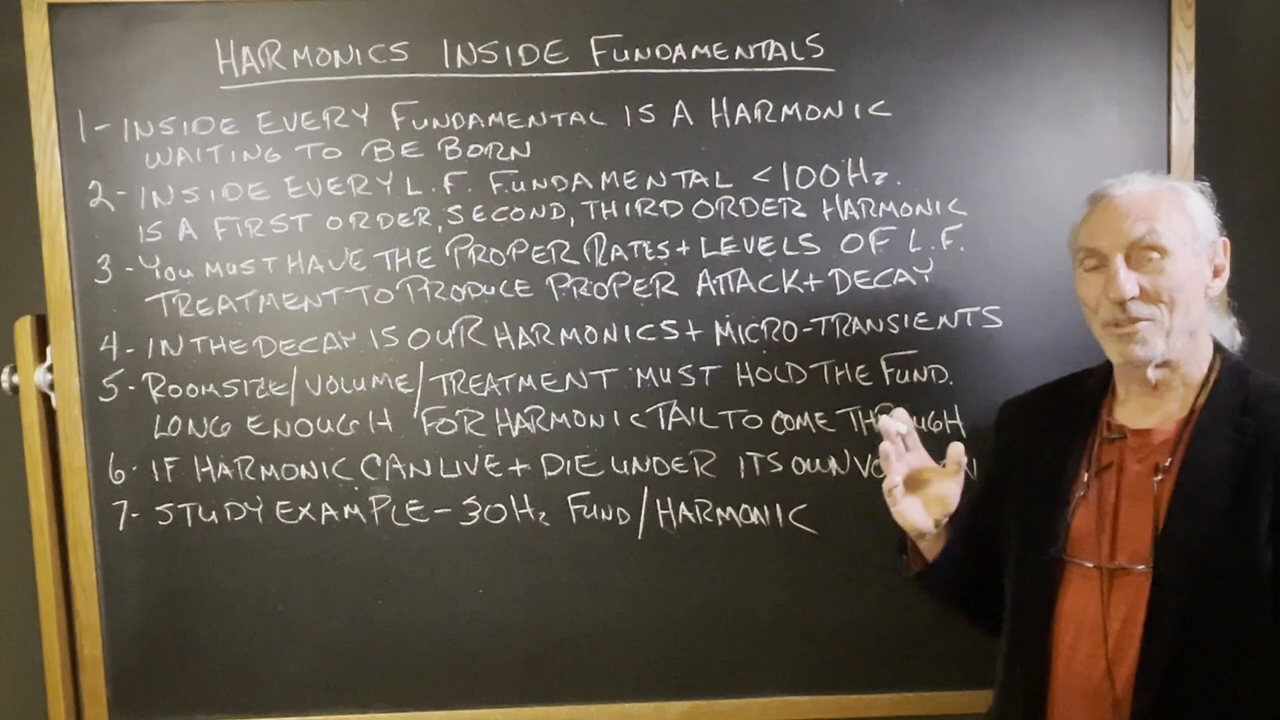 HARMONICS INSIDE FUNDAMENTALS
1- INSIDE EVERY FUNDAMENTAL IS A HARMONIC
WAITING TO BE BORN
2- INSIDE EVERY L.F. FUNDAMENTAL <100Hz.
IS A FIRST ORDER, SECOND, THIRD ORDER HARMONIC
3- YOU MUST HAVE THE PROPER RATES + LEVELS OF L.F.
TREATMENT TO PRODUCE PROPER ATTACK + DECAY
4- IN THE DECAY IS OUR HARMONICS + MICRO-TRANSIENTS
5- ROOM SIZE/VOLUME/TREATMENT MUST HOLD THE FUND.
LONG ENOUGH FOR HARMONIC TAIL TO COME THROUGH
6- IF HARMONIC CAN LIVE + DIE UNDER ITS OWN
7- STUDY EXAMPLE - 30Hz FUND/HARMONIC